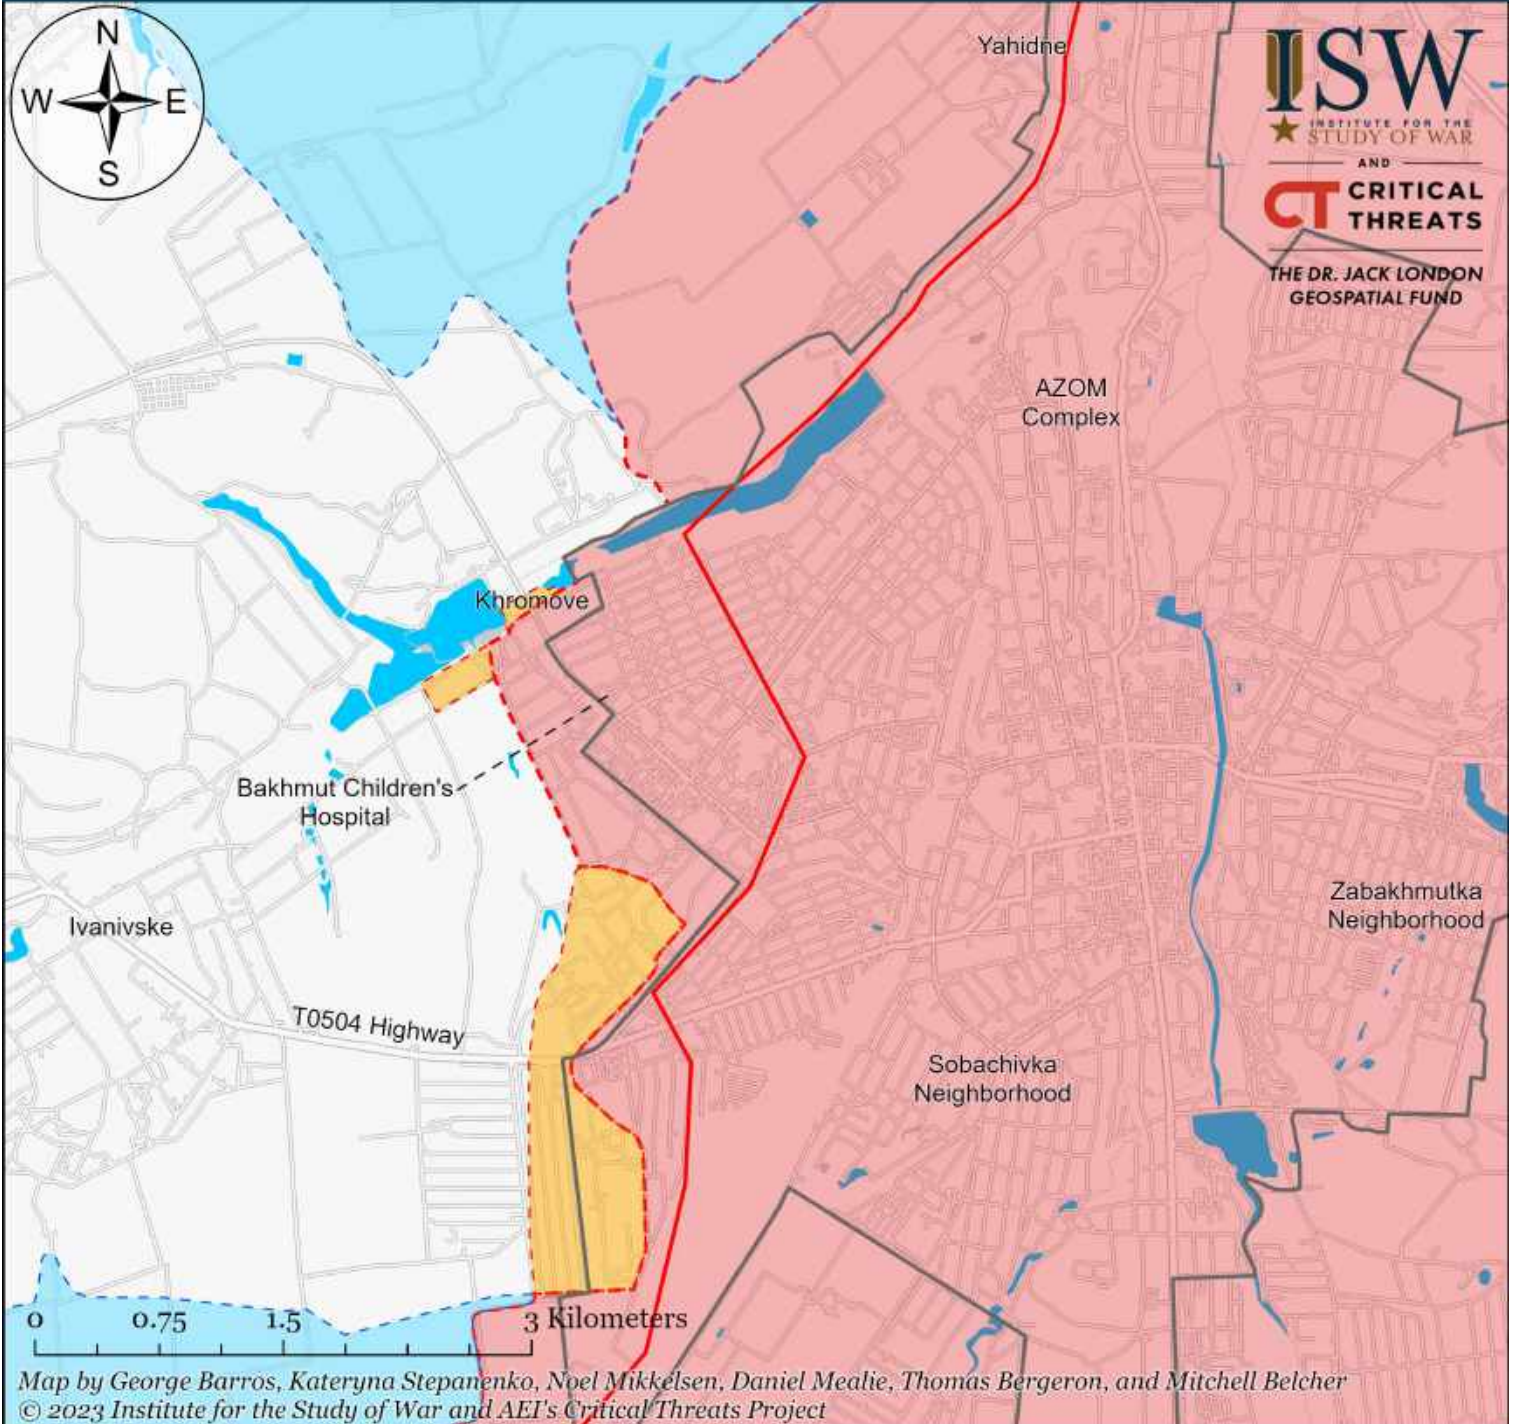 N
W
E
S
Yahidne
ISW
INSTITUTE FOR THE
STUDY OF WAR
AND
CT CRITICAL
THREATS
THE DR. JACK LONDON
GEOSPATIAL FUND
AZOM
Complex
Khromove
Bakhmut Children's
Hospital
Ivanivske
Zabakhmutka
Neighborhood
T0504 Highway
Sobachivka
Neighborhood
0 0.75 1.5 3 Kilometers
Map by George Barros, Kateryna Stepanenko, Noel Mikkelsen, Daniel Mealie, Thomas Bergeron, and Mitchell Belcher
© 2023 Institute for the Study of War and AEI's Critical Threats Project